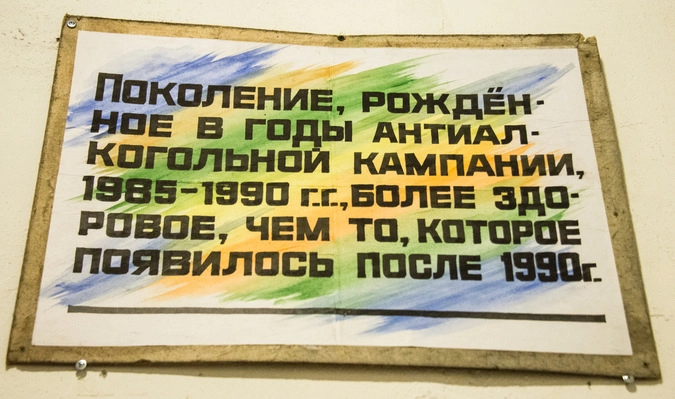 Поколение, рождён-
ное в годы антиал-
когольной кампании,
1985-1990 г.г., более здо-
ровое, чем то, которое
появилось после 1990г.